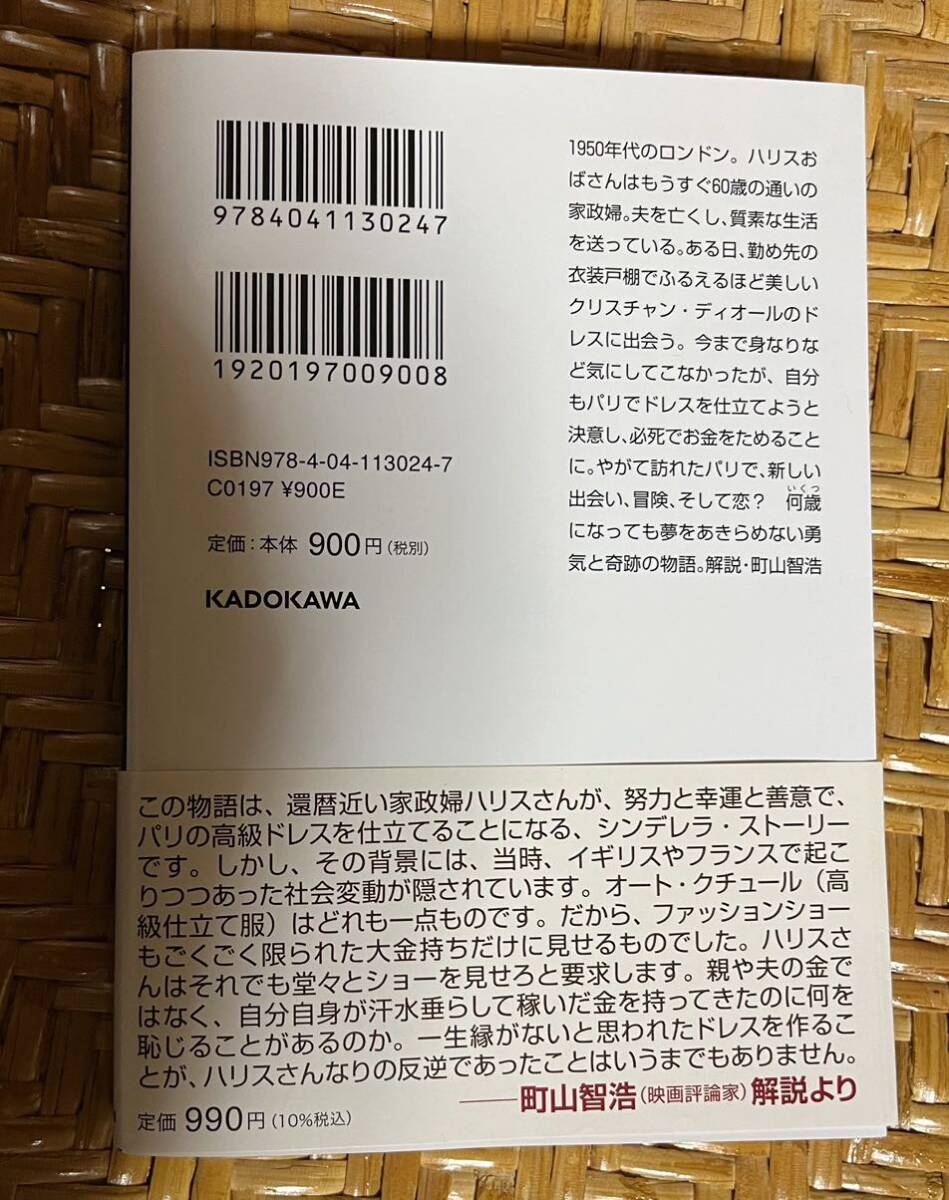 9784041130247
1920197009008
ISBN978-4-04-113024-7
C0197 ¥900E
定価：本体 900円（税別）
KADOKAWA
1950年代のロンドン。ハリスお
ばさんはもうすぐ60歳の通いの
家政婦。夫を亡くし、質素な生活
を送っている。ある日、勤め先の
衣装戸棚でふるえるほど美しい
クリスチャン・ディオールのド
レスに出会う。今まで身なりな
ど気にしてこなかったが、自分
もパリでドレスを仕立てようと
決意し、必死でお金をためること
に。やがて訪れたパリで、新しい
出会い、冒険、そして恋？　何歳
いくつ
になっても夢をあきらめない勇
気と奇跡の物語。解説・町山智浩
この物語は、還暦近い家政婦ハリスさんが、努力と幸運と善意で、
パリの高級ドレスを仕立てることになる、シンデレラ・ストーリー
です。しかし、その背景には、当時、イギリスやフランスで起こ
りつつあった社会変動が隠されています。オート・クチュール（高
級仕立て服）はどれも一点ものです。だから、ファッションショー
もごくごく限られた大金持ちだけに見せるものでした。ハリスさ
んはそれでも堂々とショーを見せろと要求します。親や夫の金で
はなく、自分自身が汗水垂らして稼いだ金を持ってきたのに何を
恥じることがあるのか。一生縁がないと思われたドレスを作るこ
とが、ハリスさんなりの反逆であったことはいうまでもありません。
――町山智浩（映画評論家）解説より
定価 990円（10％税込）